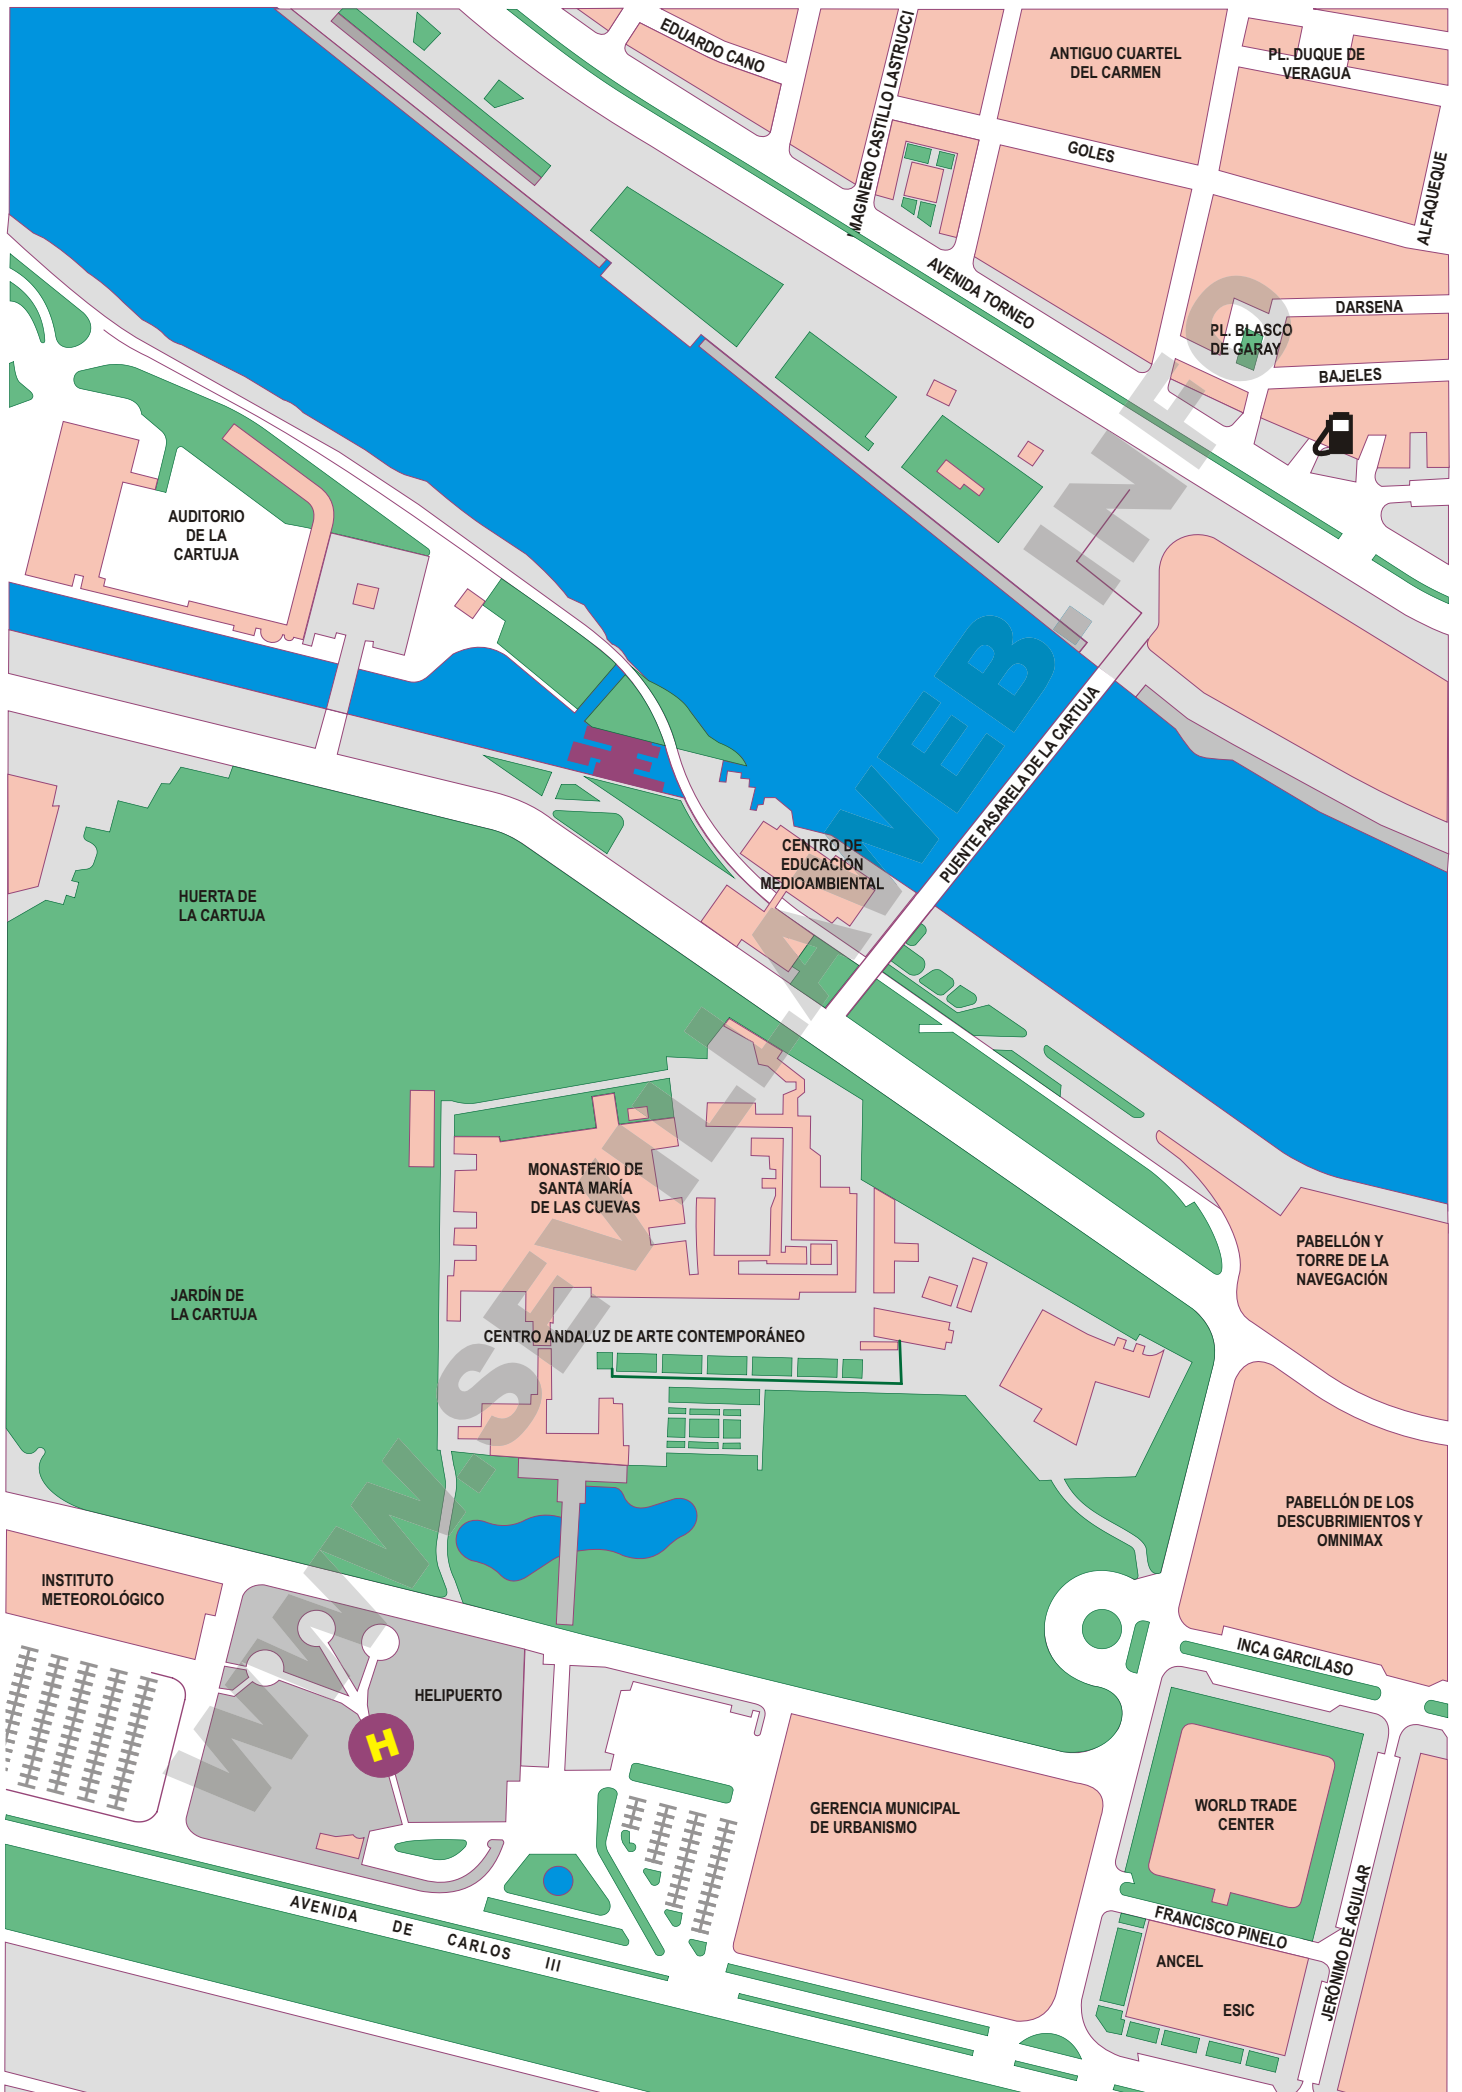 EDUARDO CANO
IMAGINERO CASTILLO LASTRUCCI
ANTIGUO CUARTEL
DEL CARMEN
PL. DUQUE DE
VERAGUA
GOLES
ALFAQUEQUE
AVENIDA TORNEO
DARSENA
PL. BLASCO
DE GARAY
BAJELES
AUDITORIO
DE LA
CARTUJA
PUENTE PASARELA DE LA CARTUJA
CENTRO DE
EDUCACIÓN
MEDIOAMBIENTAL
HUERTA DE
LA CARTUJA
MONASTERIO DE
SANTA MARÍA
DE LAS CUEVAS
PABELLÓN Y
TORRE DE LA
NAVEGACIÓN
JARDÍN DE
LA CARTUJA
CENTRO ANDALUZ DE ARTE CONTEMPORÁNEO
PABELLÓN DE LOS
DESCUBRIMIENTOS Y
OMNIMAX
INSTITUTO
METEOROLÓGICO
INCA GARCILASO
HELIPUERTO
H
GERENCIA MUNICIPAL
DE URBANISMO
WORLD TRADE
CENTER
AVENIDA DE CARLOS III
FRANCISCO PINELO
JERÓNIMO DE AGUILAR
ANCEL
ESIC
WWW.SEVILLAWEB.INFO